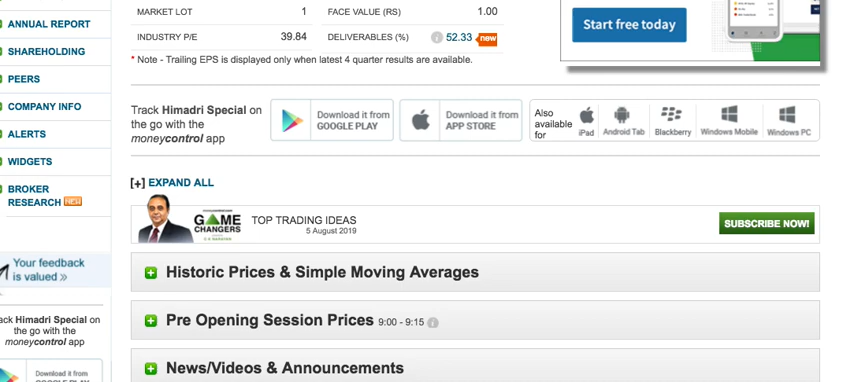 ANNUAL REPORT
SHAREHOLDING
PEERS
COMPANY INFO
ALERTS
WIDGETS
BROKER
RESEARCH NEW
Your feedback
is valued »
ack Himadri Special on
the go with the
moneycontrol app
Download it from
MARKET LOT 1 FACE VALUE (RS) 1.00
INDUSTRY P/E 39.84 DELIVERABLES (%) i 52.33 new
* Note - Trailing EPS is displayed only when latest 4 quarter results are available.
Start free today
Track Himadri Special on
the go with the
moneycontrol app
Download it from
GOOGLE PLAY
Download it from
APP STORE
Also
available
for
iPad
Android Tab
Blackberry
Windows Mobile
Windows PC
[+] EXPAND ALL
GAME
CHANGERS
TOP TRADING IDEAS
5 August 2019
SUBSCRIBE NOW!
Historic Prices & Simple Moving Averages
Pre Opening Session Prices 9:00 - 9:15 i
News/Videos & Announcements